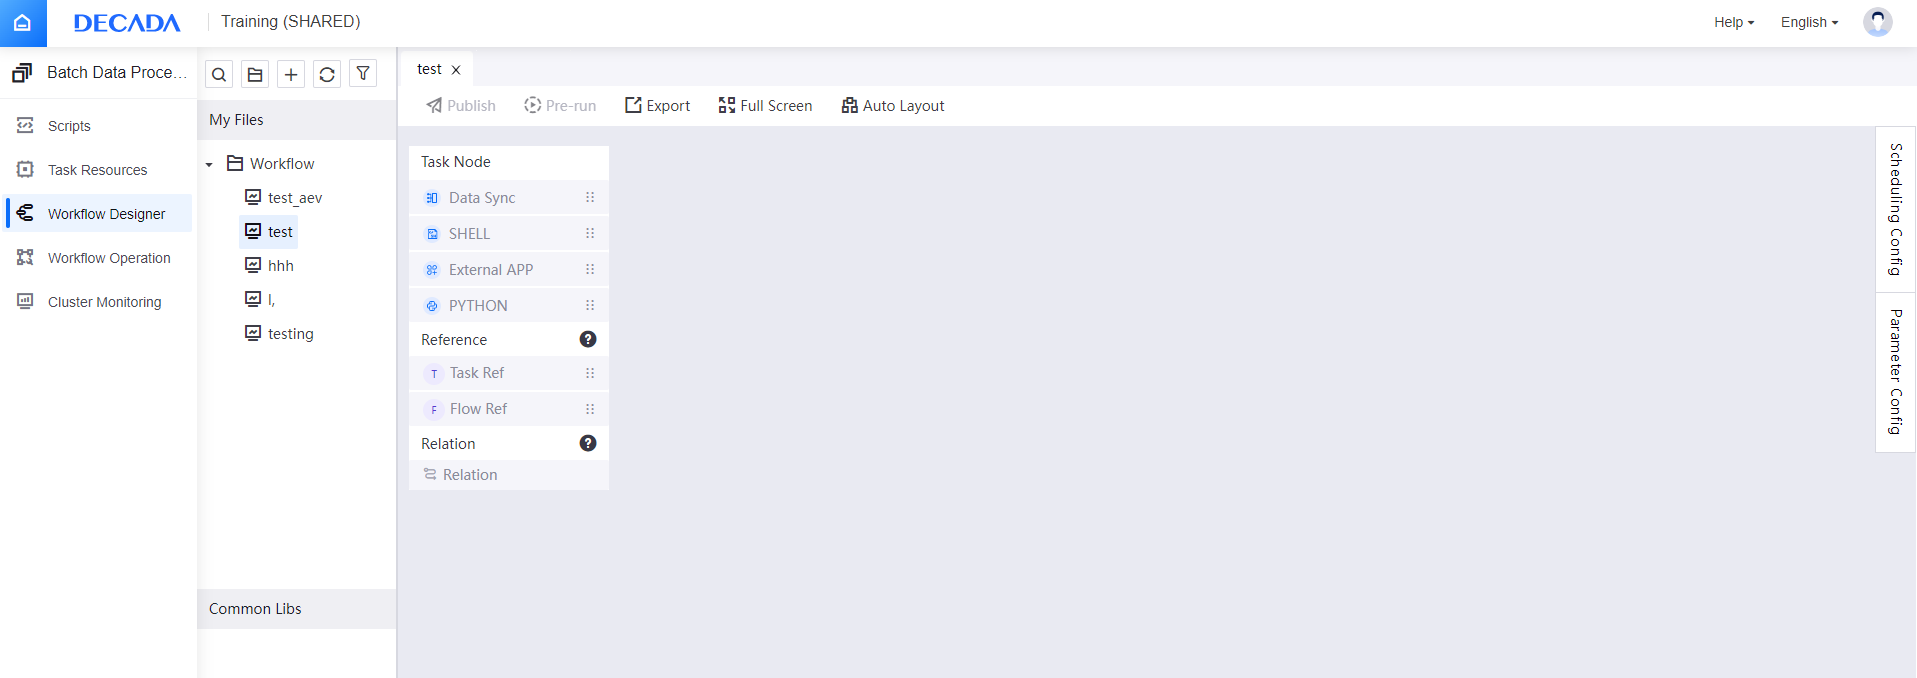 DECADA
Training (SHARED)
Help
English
Batch Data Proce...
Scripts
Task Resources
Workflow Designer
Workflow Operation
Cluster Monitoring
My Files
Workflow
test_aev
test
hhh
l,
testing
Common Libs
test
Publish
Pre-run
Export
Full Screen
Auto Layout
Task Node
Data Sync
SHELL
External APP
PYTHON
Reference
?
T Task Ref
F Flow Ref
Relation
?
Relation
Scheduling Config
Parameter Config